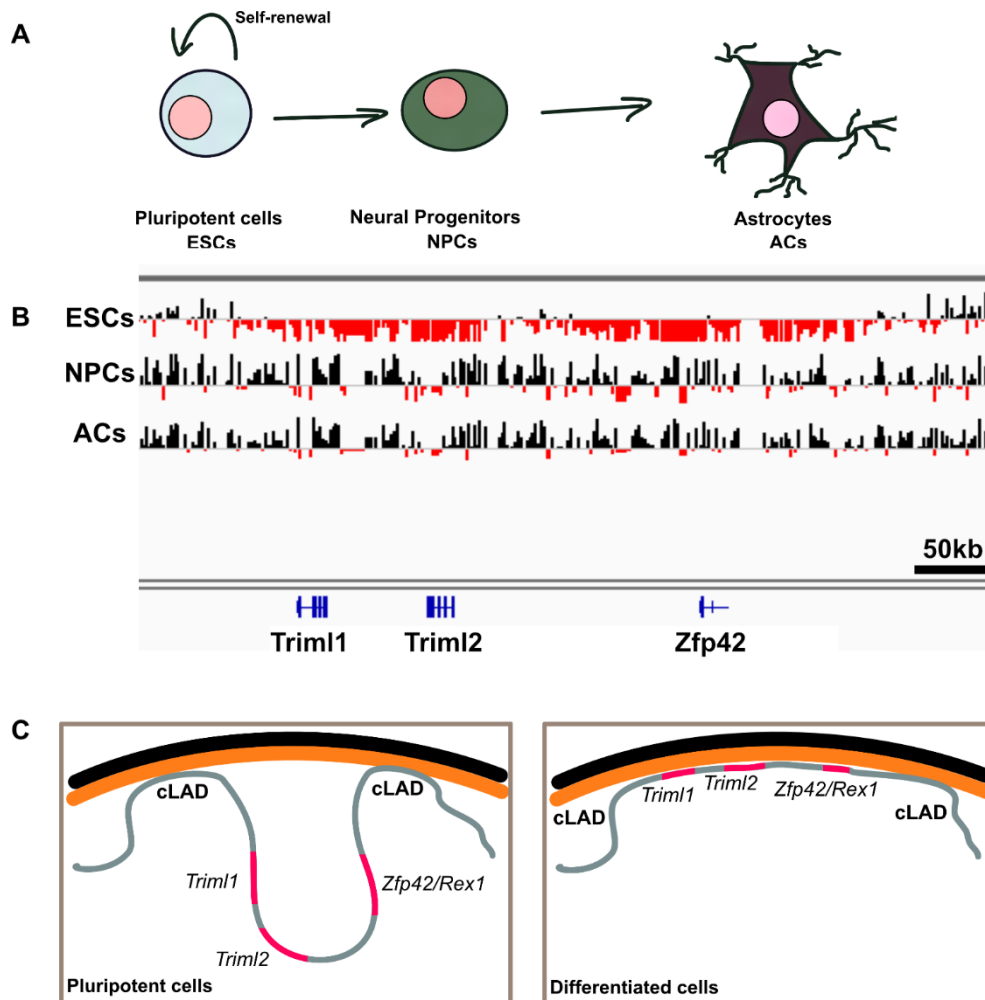 A
Self-renewal
Pluripotent cells
ESCs
Neural Progenitors
NPCs
Astrocytes
ACs
B
ESCs
NPCs
ACs
50kb
Triml1
Triml2
Zfp42
C
cLAD
cLAD
Triml1
Zfp42/Rex1
Triml2
Pluripotent cells
Triml1
Triml2
Zfp42/Rex1
cLAD
cLAD
Differentiated cells